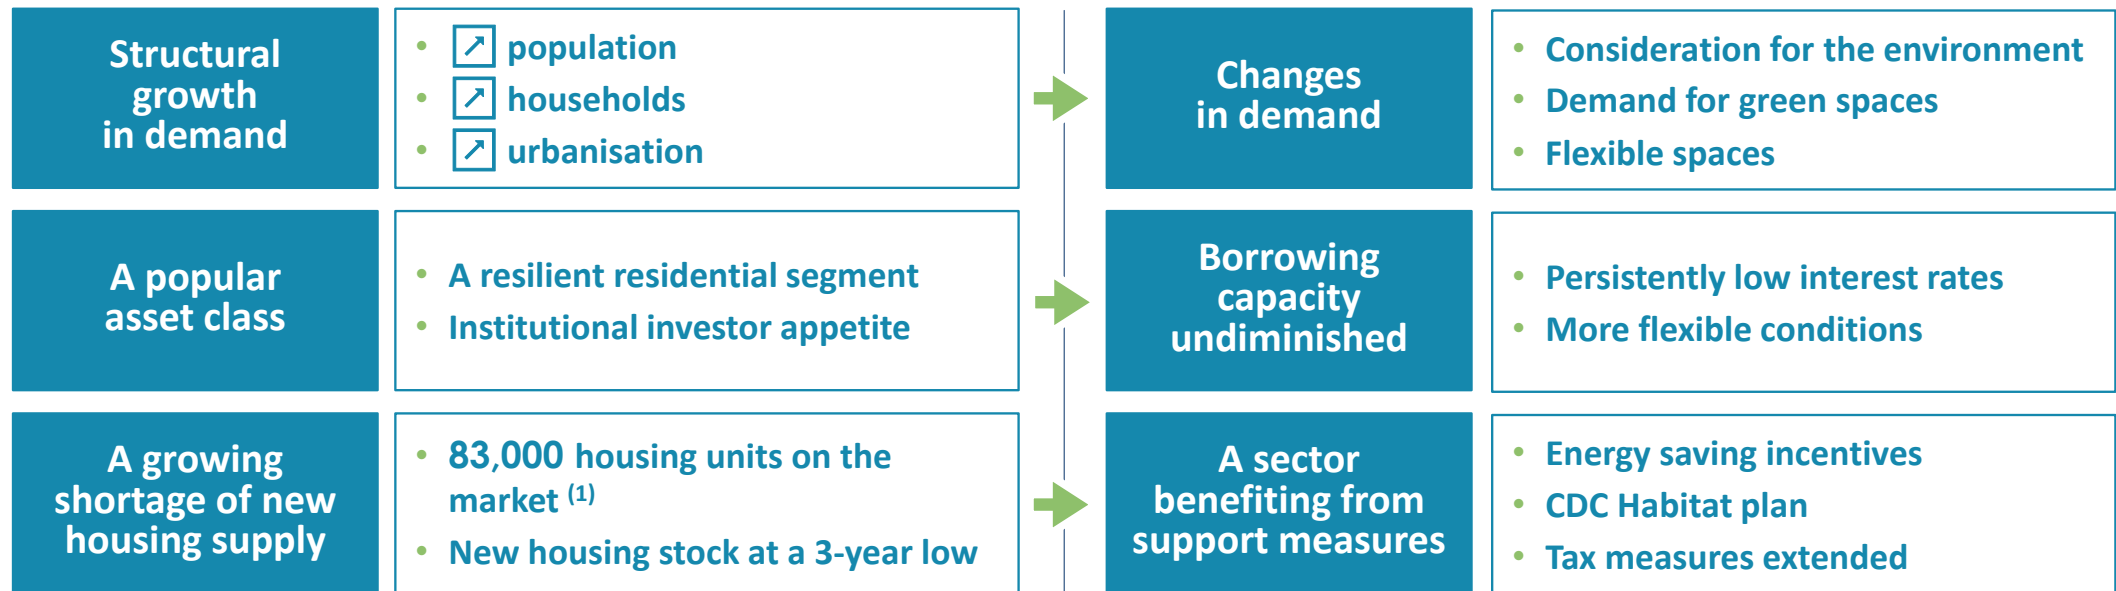 Structural
growth
in demand
• ↗ population
• ↗ households
• ↗ urbanisation
Changes
in demand
• Consideration for the environment
• Demand for green spaces
• Flexible spaces
A popular
asset class
• A resilient residential segment
• Institutional investor appetite
Borrowing
capacity
undiminished
• Persistently low interest rates
• More flexible conditions
A growing
shortage of new
housing supply
• 83,000 housing units on the
market (1)
• New housing stock at a 3-year low
A sector
benefiting from
support measures
• Energy saving incentives
• CDC Habitat plan
• Tax measures extended